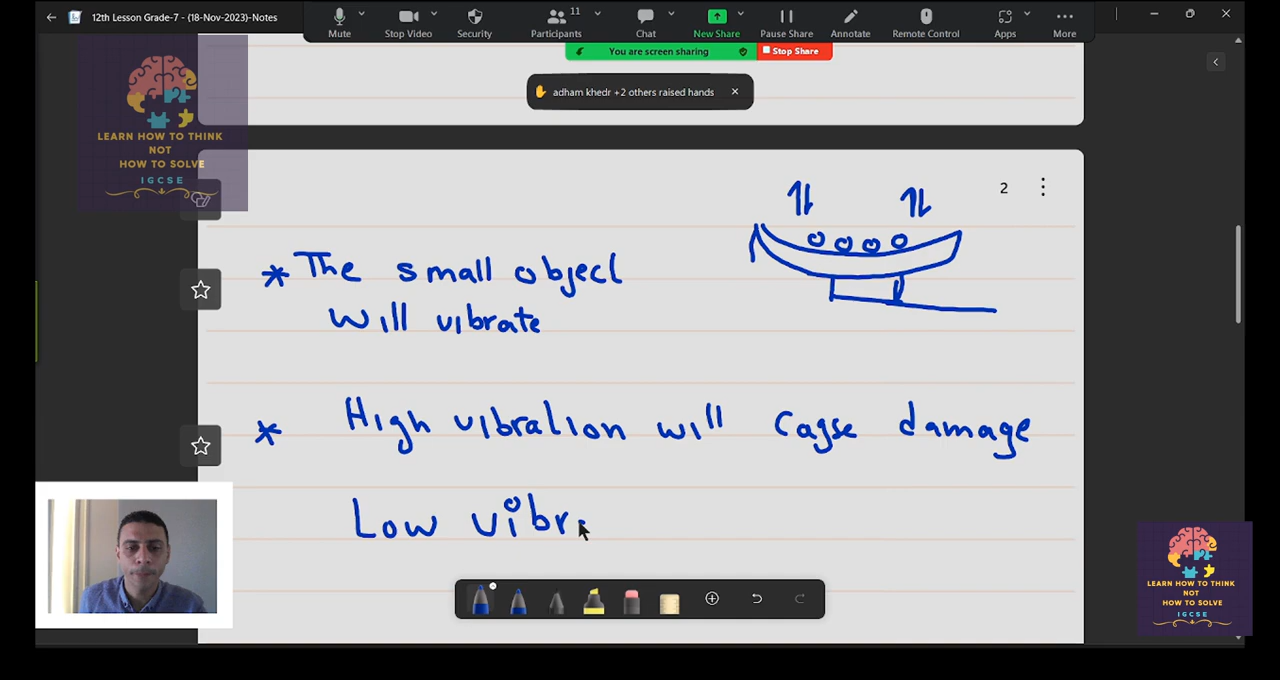 12th Lesson Grade-7 - (18-Nov-2023)-Notes
Mute
Stop Video
Security
11
Participants
Chat
New Share
Pause Share
Annotate
Remote Control
Apps
More
You are screen sharing
Stop Share
adham khedr +2 others raised hands
LEARN HOW TO THINK
NOT
HOW TO SOLVE
IGCSE
2
* The small object
will vibrate
* High vibration will cause damage
Low vibr
LEARN HOW TO THINK
NOT
HOW TO SOLVE
IGCSE